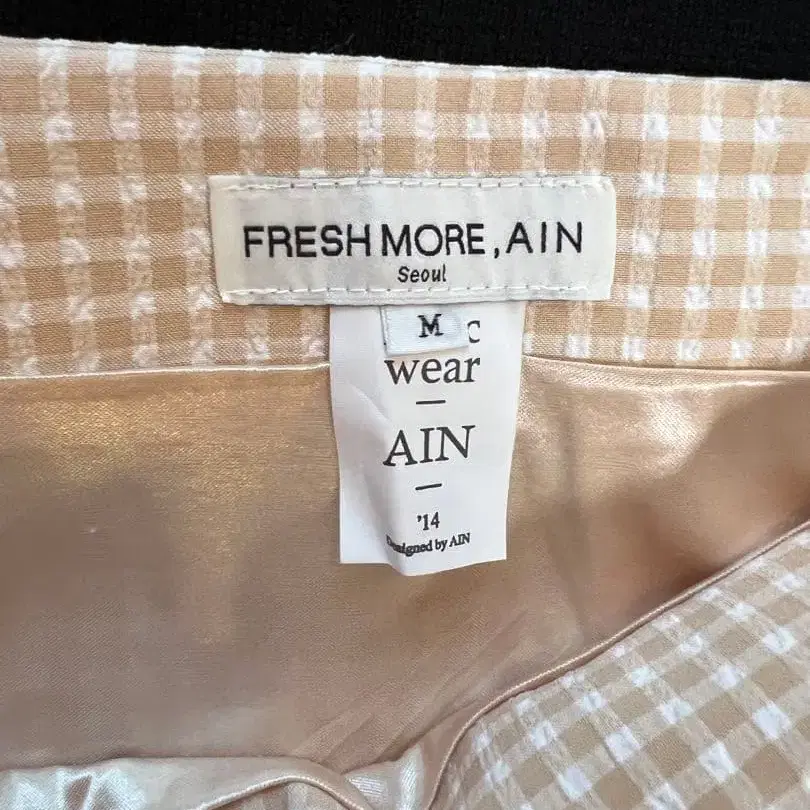 FRESH MORE, AIN
Seoul
M
c
wear
AIN
'14
Designed by AIN